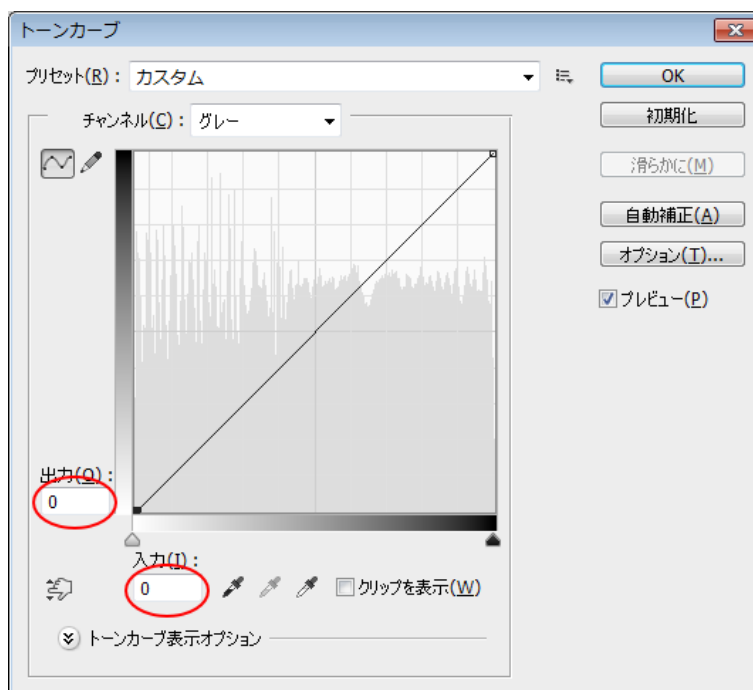 トーンカーブ
プリセット(R): カスタム
OK
チャンネル(C): グレー
初期化
滑らかに(M)
自動補正(A)
オプション(T)...
プレビュー(P)
出力(O):
0
入力(I):
0
クリップを表示(W)
トーンカーブ表示オプション